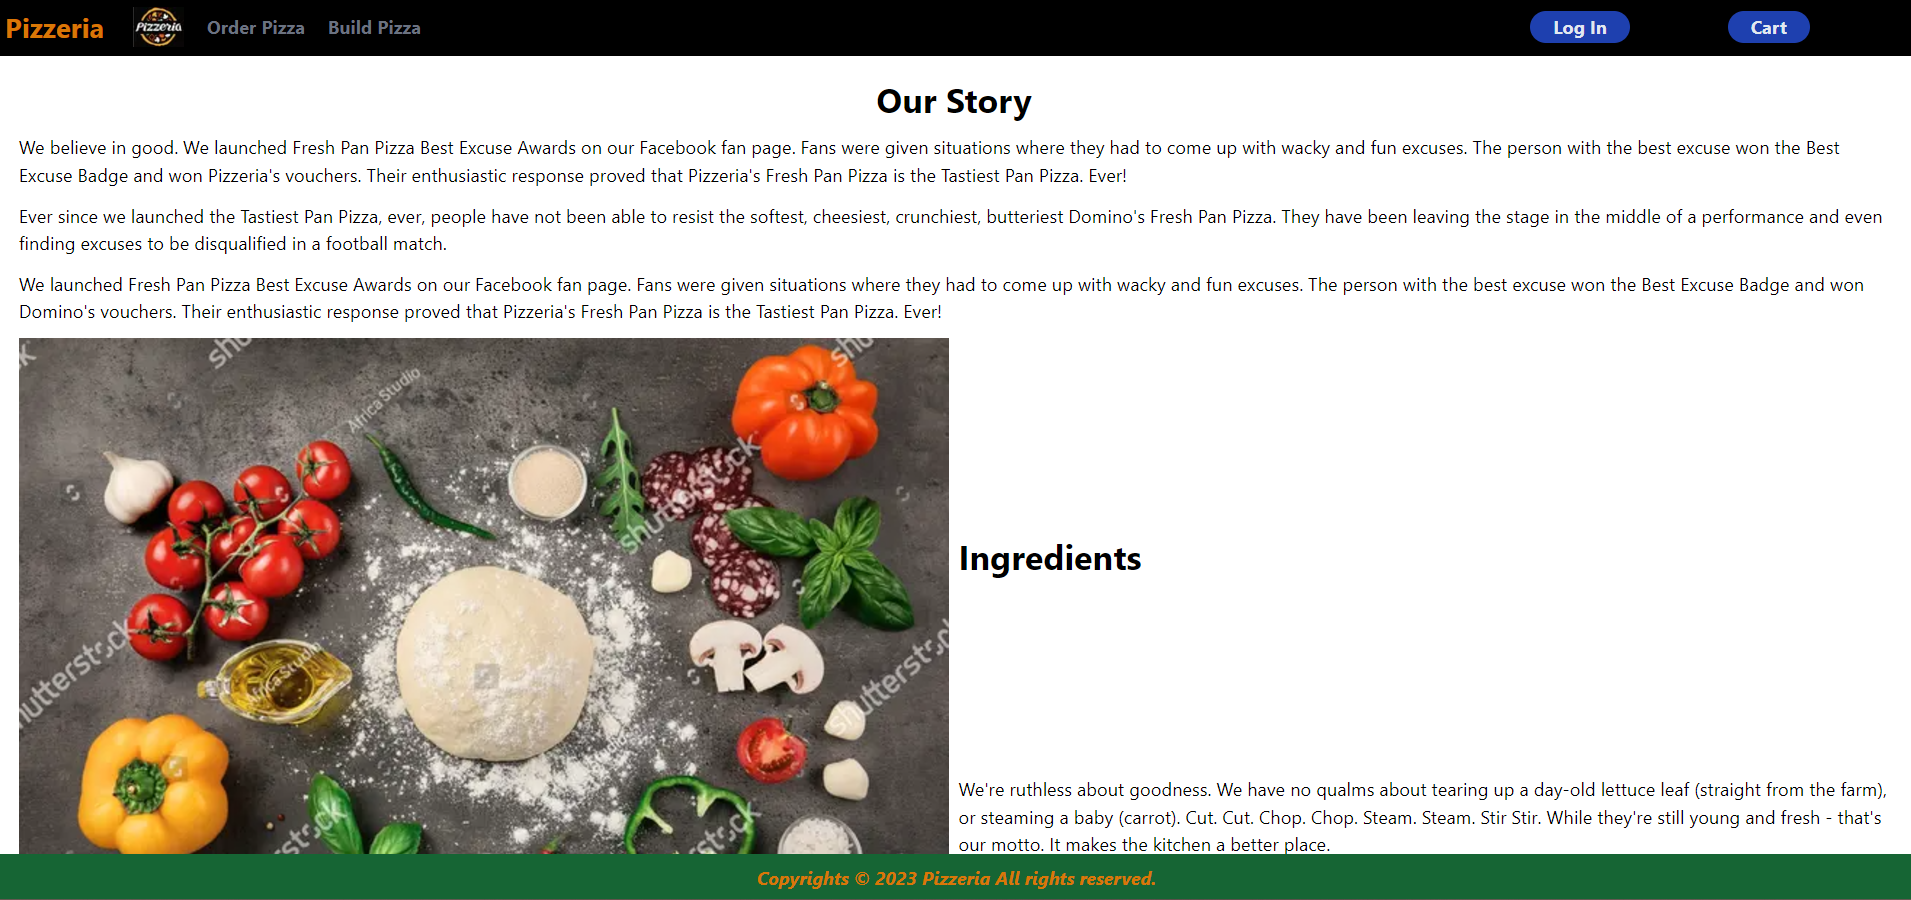 Pizzeria
Pizzeria
Order Pizza
Build Pizza
Log In
Cart
Our Story
We believe in good. We launched Fresh Pan Pizza Best Excuse Awards on our Facebook fan page. Fans were given situations where they had to come up with wacky and fun excuses. The person with the best excuse won the Best
Excuse Badge and won Pizzeria's vouchers. Their enthusiastic response proved that Pizzeria's Fresh Pan Pizza is the Tastiest Pan Pizza. Ever!
Ever since we launched the Tastiest Pan Pizza, ever, people have not been able to resist the softest, cheesiest, crunchiest, butteriest Domino's Fresh Pan Pizza. They have been leaving the stage in the middle of a performance and even
finding excuses to be disqualified in a football match.
We launched Fresh Pan Pizza Best Excuse Awards on our Facebook fan page. Fans were given situations where they had to come up with wacky and fun excuses. The person with the best excuse won the Best Excuse Badge and won
Domino's vouchers. Their enthusiastic response proved that Pizzeria's Fresh Pan Pizza is the Tastiest Pan Pizza. Ever!
shu
shu
Africa Studio
shutterstock
shutterstock
shutterstoc
Africa Studio
shu
shutterstock
stc
Ingredients
We're ruthless about goodness. We have no qualms about tearing up a day-old lettuce leaf (straight from the farm),
or steaming a baby (carrot). Cut. Cut. Chop. Chop. Steam. Steam. Stir Stir. While they're still young and fresh - that's
our motto. It makes the kitchen a better place.
Copyrights © 2023 Pizzeria All rights reserved.